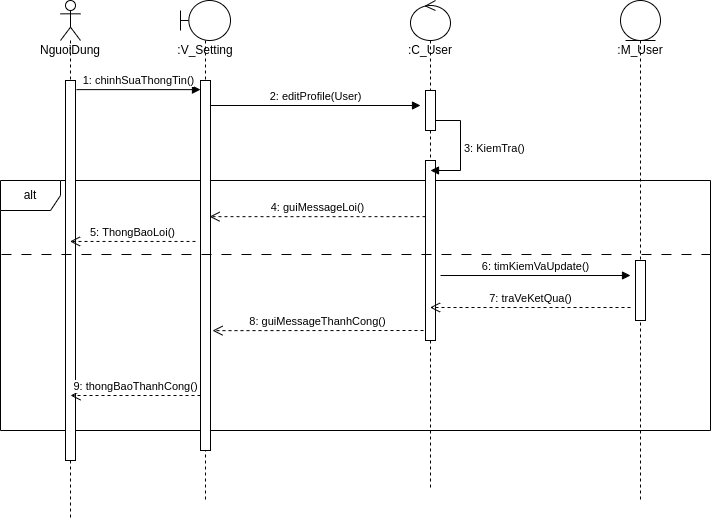 NguoiDung
:V_Setting
:C_User
:M_User
1: chinhSuaThongTin()
2: editProfile(User)
3: KiemTra()
alt
4: guiMessageLoi()
5: ThongBaoLoi()
6: timKiemVaUpdate()
7: traVeKetQua()
8: guiMessageThanhCong()
9: thongBaoThanhCong()